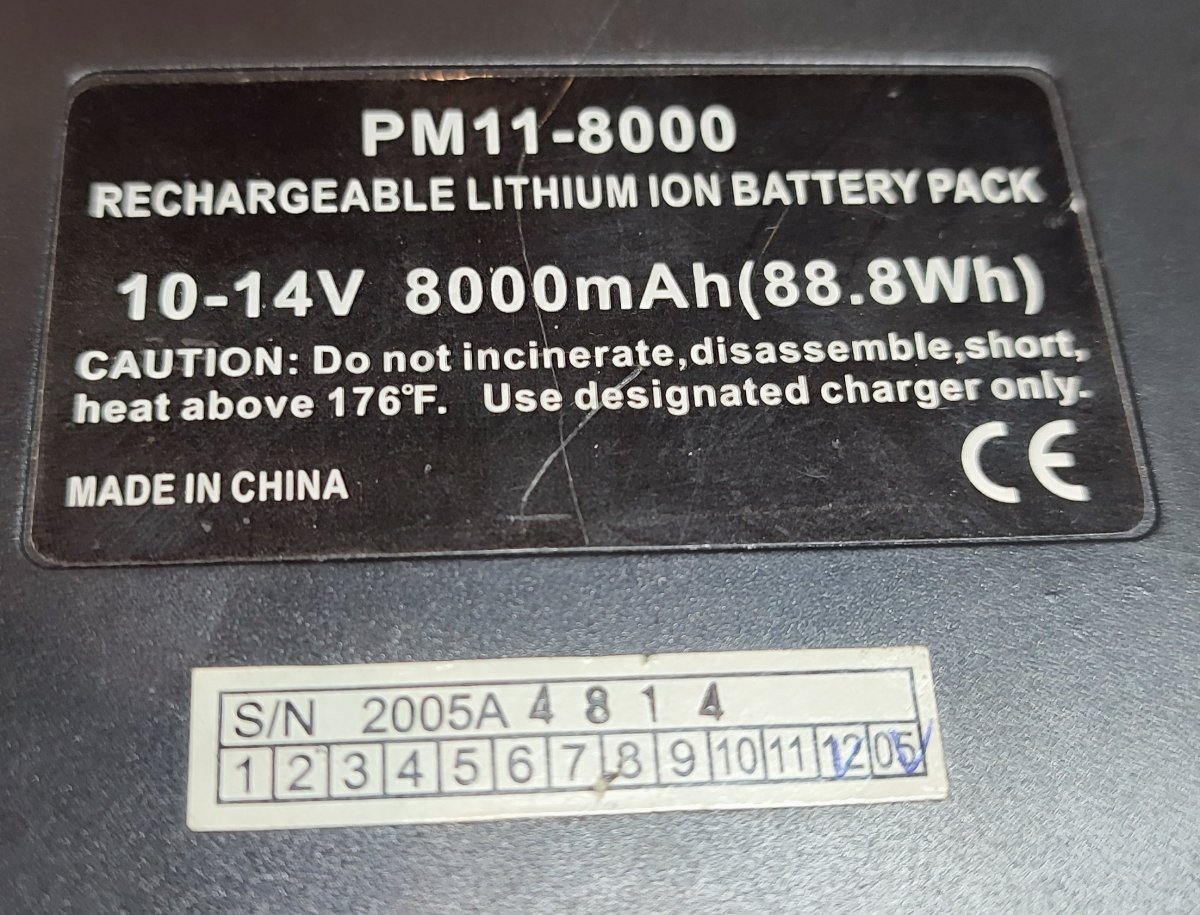 PM11-8000
RECHARGEABLE LITHIUM ION BATTERY PACK
10-14V 8000mAh(88.8Wh)
CAUTION: Do not incinerate,disassemble,short,
heat above 176°F. Use designated charger only.
MADE IN CHINA
CE
S/N 2005A 4 8 1 4
1 2 3 4 5 6 7 8 9 10 11 12 05